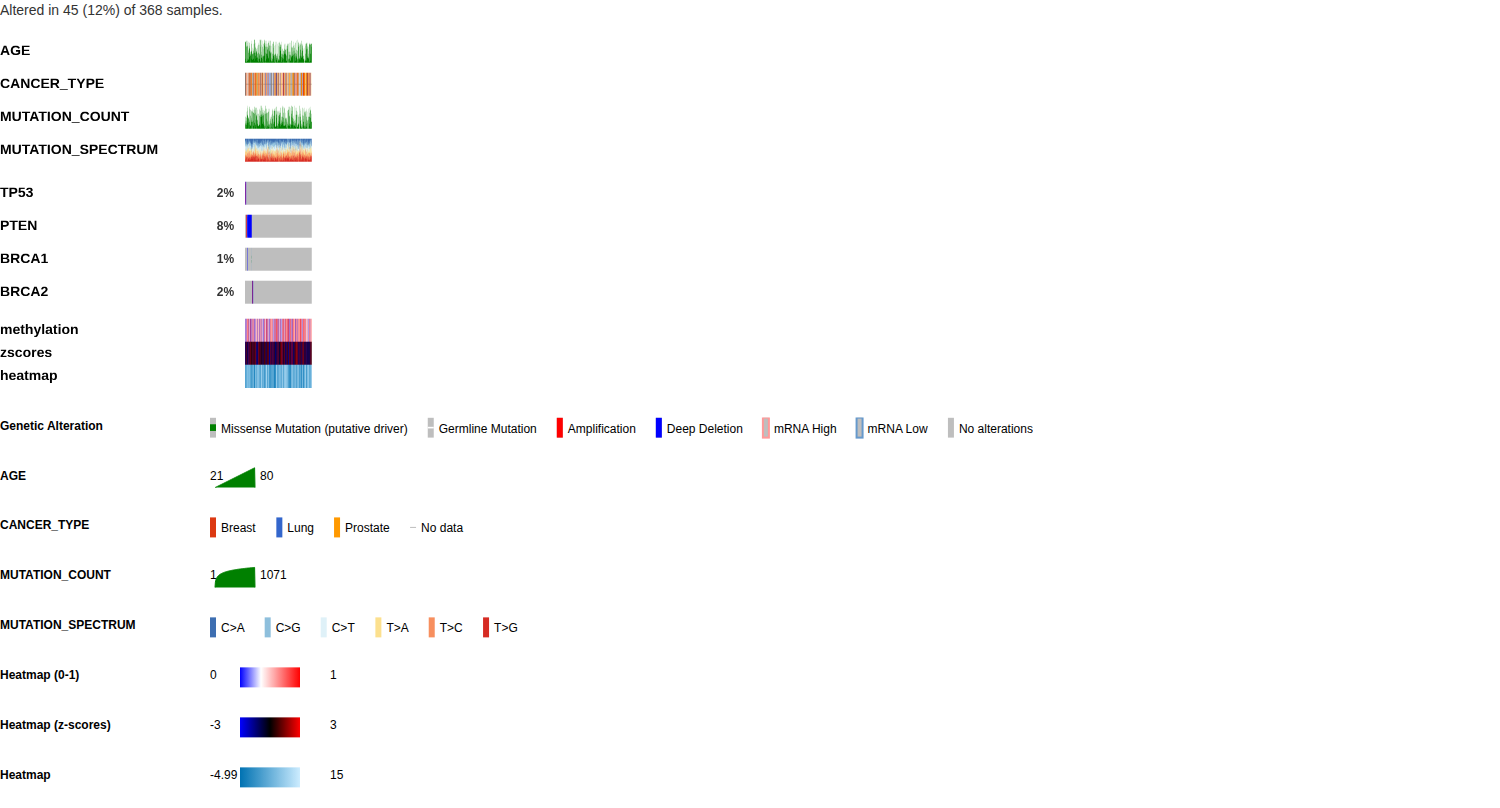 Altered in 45 (12%) of 368 samples.
AGE
CANCER_TYPE
MUTATION_COUNT
MUTATION_SPECTRUM
TP53 2%
PTEN 8%
BRCA1 1%
BRCA2 2%
methylation
zscores
heatmap
Genetic Alteration Missense Mutation (putative driver) Germline Mutation Amplification Deep Deletion mRNA High mRNA Low No alterations
AGE 21 80
CANCER_TYPE Breast Lung Prostate No data
MUTATION_COUNT 1 1071
MUTATION_SPECTRUM C>A C>G C>T T>A T>C T>G
Heatmap (0-1) 0 1
Heatmap (z-scores) -3 3
Heatmap -4.99 15